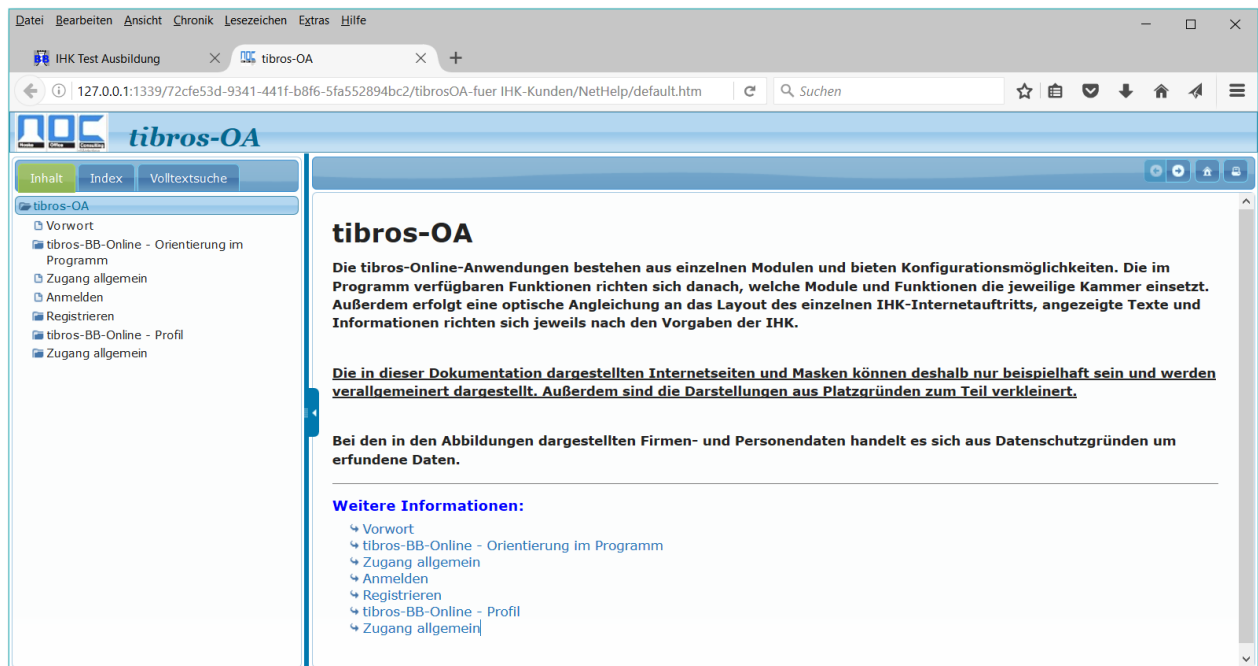 Datei Bearbeiten Ansicht Chronik Lesezeichen Extras Hilfe
IHK Test Ausbildung
tibros-OA
127.0.0.1:1339/72cfe53d-9341-441f-b8f6-5fa552894bc2/tibrosOA-fuer IHK-Kunden/NetHelp/default.htm
Suchen
tibros-OA
Inhalt Index Volltextsuche
tibros-OA
Vorwort
tibros-BB-Online - Orientierung im
Programm
Zugang allgemein
Anmelden
Registrieren
tibros-BB-Online - Profil
Zugang allgemein
tibros-OA
Die tibros-Online-Anwendungen bestehen aus einzelnen Modulen und bieten Konfigurationsmöglichkeiten. Die im
Programm verfügbaren Funktionen richten sich danach, welche Module und Funktionen die jeweilige Kammer einsetzt.
Außerdem erfolgt eine optische Angleichung an das Layout des einzelnen IHK-Internetauftritts, angezeigte Texte und
Informationen richten sich jeweils nach den Vorgaben der IHK.
Die in dieser Dokumentation dargestellten Internetseiten und Masken können deshalb nur beispielhaft sein und werden
verallgemeinert dargestellt. Außerdem sind die Darstellungen aus Platzgründen zum Teil verkleinert.
Bei den in den Abbildungen dargestellten Firmen- und Personendaten handelt es sich aus Datenschutzgründen um
erfundene Daten.
Weitere Informationen:
Vorwort
tibros-BB-Online - Orientierung im Programm
Zugang allgemein
Anmelden
Registrieren
tibros-BB-Online - Profil
Zugang allgemein